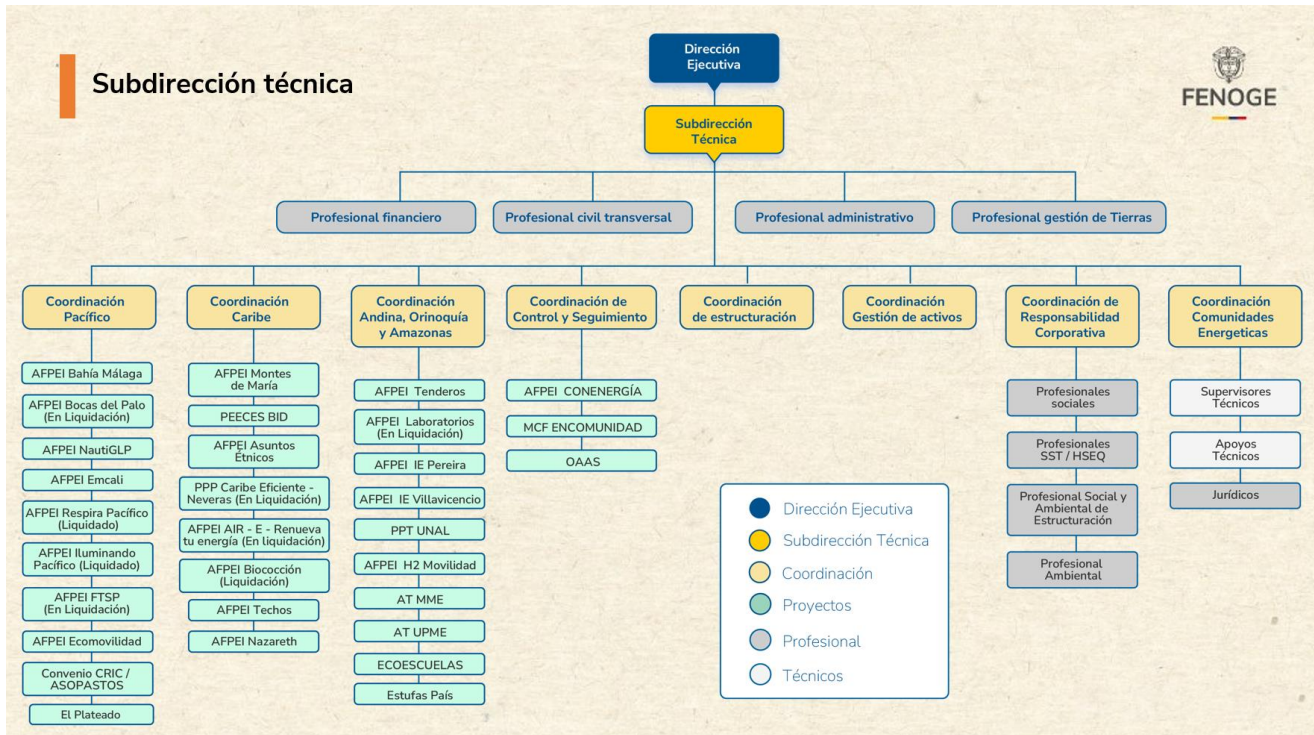 Subdirección técnica
Dirección
Ejecutiva
FENOGE
Subdirección
Técnica
Profesional financiero
Profesional civil transversal
Profesional administrativo
Profesional gestión de Tierras
Coordinación
Pacífico
AFPEI Bahía Málaga
AFPEI Bocas del Palo
(En Liquidación)
AFPEI NautiGLP
AFPEI Emcali
AFPEI Respira Pacífico
(Liquidado)
AFPEI Iluminando
Pacífico (Liquidado)
AFPEI FTSP
(En Liquidación)
AFPEI Ecomovilidad
Convenio CRIC /
ASOPASTOS
El Plateado
Coordinación
Caribe
AFPEI Montes
de María
PEECES BID
AFPEI Asuntos
Étnicos
PPP Caribe Eficiente -
Neveras (En Liquidación)
AFPEI AIR - E - Renueva
tu energía (En liquidación)
AFPEI Biococción
(Liquidación)
AFPEI Techos
AFPEI Nazareth
Coordinación
Andina, Orinoquía
y Amazonas
AFPEI Tenderos
AFPEI Laboratorios
(En Liquidación)
AFPEI IE Pereira
AFPEI IE Villavicencio
PPT UNAL
AFPEI H2 Movilidad
AT MME
AT UPME
ECOESCUELAS
Estufas País
Coordinación de
Control y Seguimiento
AFPEI CONENERGÍA
MCF ENCOMUNIDAD
OAAS
Coordinación
de estructuración
Coordinación
Gestión de activos
Coordinación de
Responsabilidad
Corporativa
Profesionales
sociales
Profesionales
SST / HSEQ
Profesional Social y
Ambiental de
Estructuración
Profesional
Ambiental
Coordinación
Comunidades
Energeticas
Supervisores
Técnicos
Apoyos
Técnicos
Jurídicos
Dirección Ejecutiva
Subdirección Técnica
Coordinación
Proyectos
Profesional
Técnicos